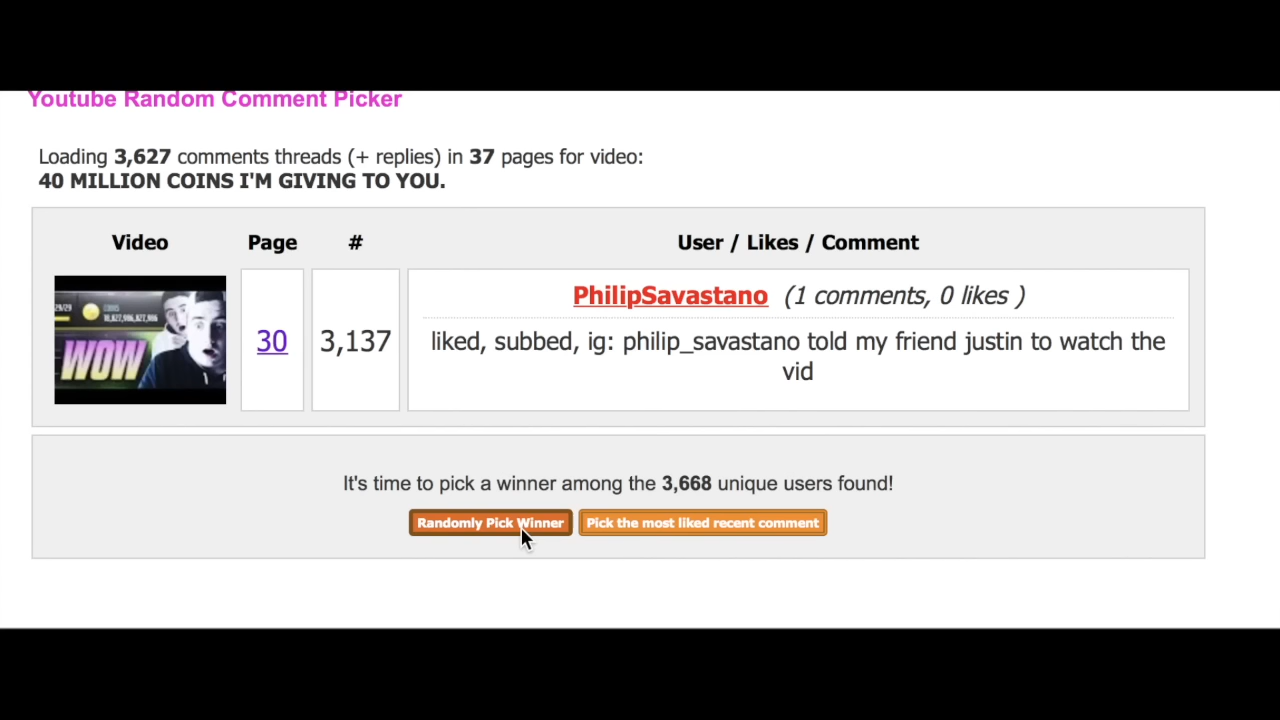 Youtube Random Comment Picker
Loading 3,627 comments threads (+ replies) in 37 pages for video:
40 MILLION COINS I'M GIVING TO YOU.
Video Page # User / Likes / Comment
PhilipSavastano (1 comments, 0 likes )
COINS
WOW
30 3,137 liked, subbed, ig: philip_savastano told my friend justin to watch the
vid
It's time to pick a winner among the 3,668 unique users found!
Randomly Pick Winner Pick the most liked recent comment